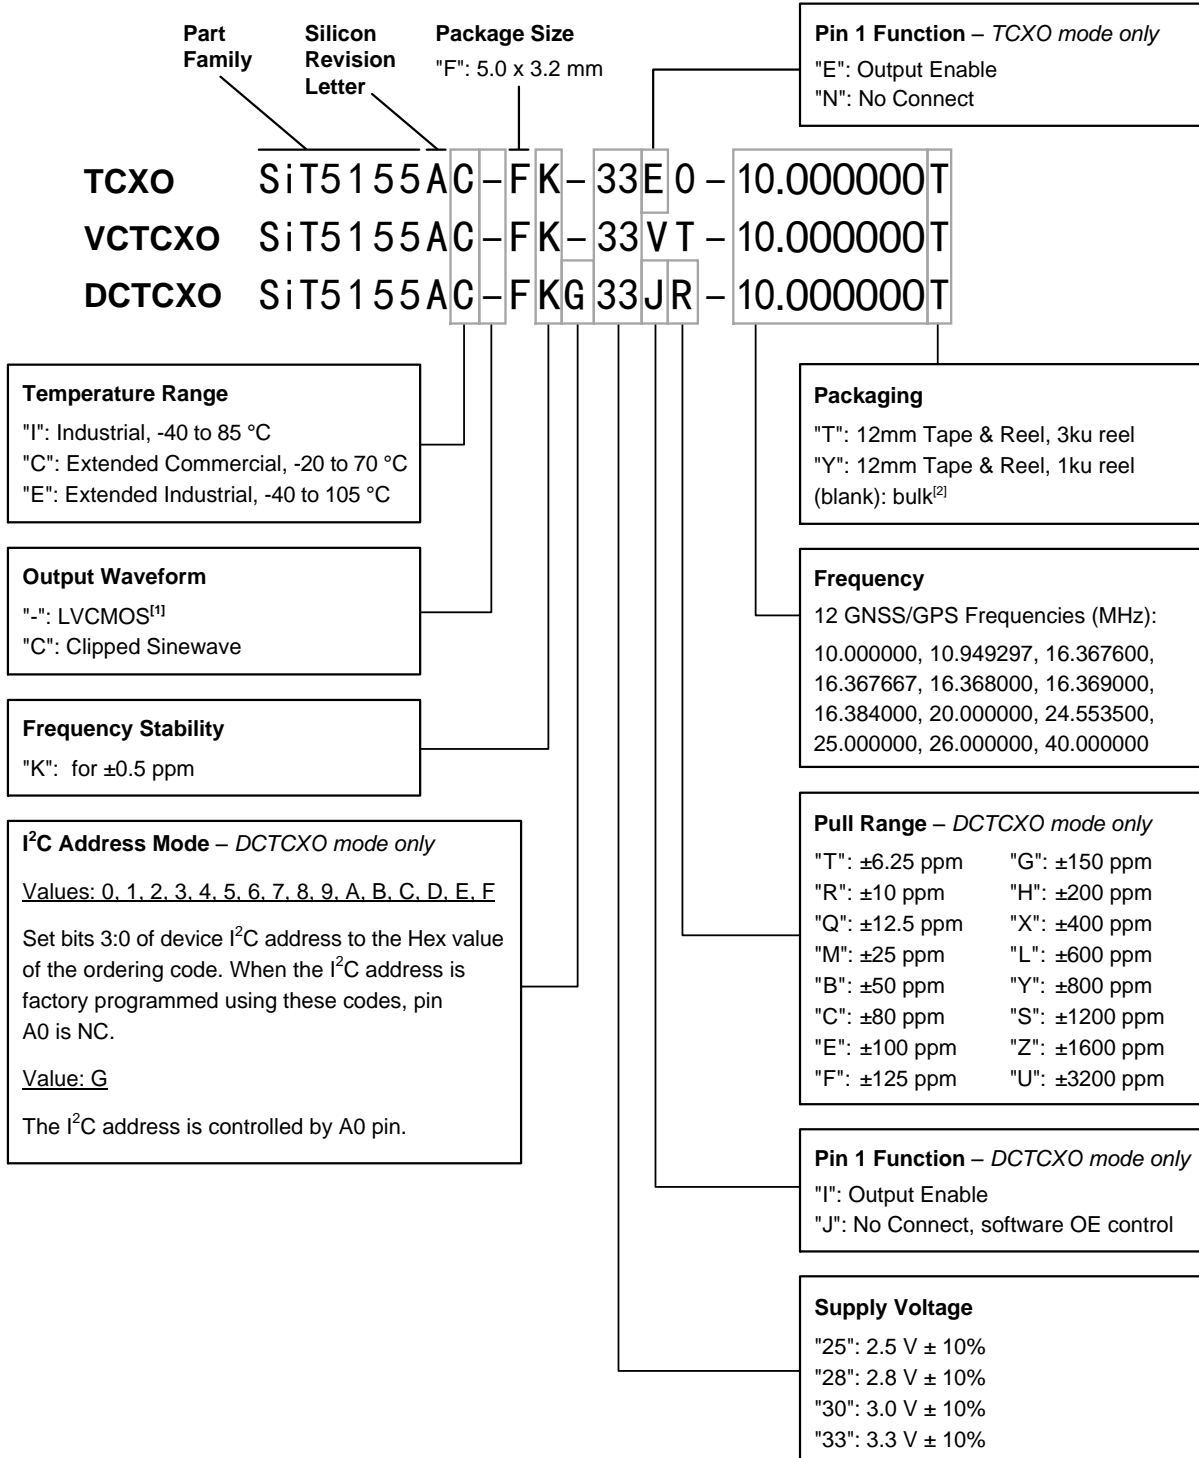 Part Family
Silicon Revision Letter
Package Size
"F": 5.0 x 3.2 mm
Pin 1 Function – TCXO mode only
"E": Output Enable
"N": No Connect
TCXO SiT5155AC-FK-33E0-10.000000T
VCTCXO SiT5155AC-FK-33VT-10.000000T
DCTCXO SiT5155AC-FKG33JR-10.000000T
Temperature Range
"I": Industrial, -40 to 85 °C
"C": Extended Commercial, -20 to 70 °C
"E": Extended Industrial, -40 to 105 °C
Output Waveform
"-": LVCMOS[1]
"C": Clipped Sinewave
Frequency Stability
"K": for ±0.5 ppm
I2C Address Mode – DCTCXO mode only
Values: 0, 1, 2, 3, 4, 5, 6, 7, 8, 9, A, B, C, D, E, F
Set bits 3:0 of device I2C address to the Hex value
of the ordering code. When the I2C address is
factory programmed using these codes, pin
A0 is NC.
Value: G
The I2C address is controlled by A0 pin.
Packaging
"T": 12mm Tape & Reel, 3ku reel
"Y": 12mm Tape & Reel, 1ku reel
(blank): bulk[2]
Frequency
12 GNSS/GPS Frequencies (MHz):
10.000000, 10.949297, 16.367600,
16.367667, 16.368000, 16.369000,
16.384000, 20.000000, 24.553500,
25.000000, 26.000000, 40.000000
Pull Range – DCTCXO mode only
"T": ±6.25 ppm "G": ±150 ppm
"R": ±10 ppm "H": ±200 ppm
"Q": ±12.5 ppm "X": ±400 ppm
"M": ±25 ppm "L": ±600 ppm
"B": ±50 ppm "Y": ±800 ppm
"C": ±80 ppm "S": ±1200 ppm
"E": ±100 ppm "Z": ±1600 ppm
"F": ±125 ppm "U": ±3200 ppm
Pin 1 Function – DCTCXO mode only
"I": Output Enable
"J": No Connect, software OE control
Supply Voltage
"25": 2.5 V ± 10%
"28": 2.8 V ± 10%
"30": 3.0 V ± 10%
"33": 3.3 V ± 10%